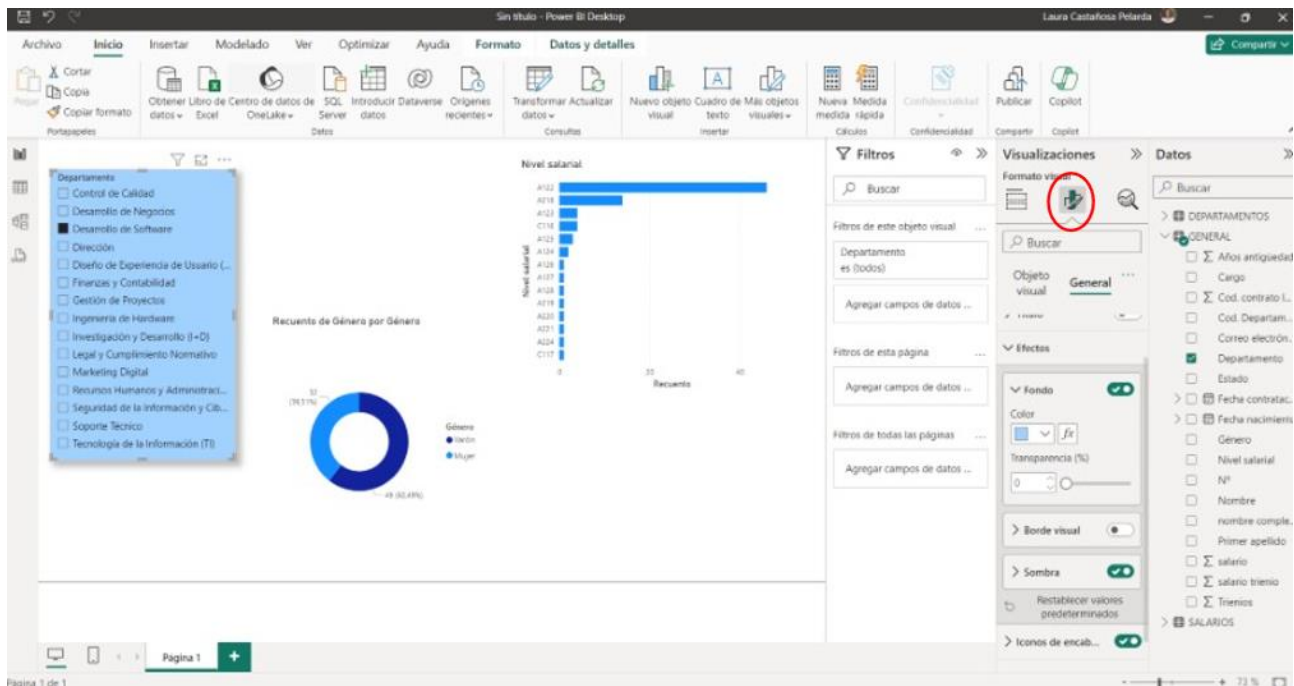 Sin título - Power BI Desktop
Laura Castañosa Pelarda
Archivo Inicio Insertar Modelado Ver Optimizar Ayuda Formato Datos y detalles
Compartir
Pegar
Cortar
Copia
Copiar formato
Portapapeles
Obtener datos
Libro de Excel
Centro de datos de OneLake
SQL Server
Introducir datos
Dataverse
Orígenes recientes
Datos
Transformar datos
Actualizar
Consultas
Nuevo objeto visual
Cuadro de texto
Más objetos visuales
Insertar
Nueva medida
Medida rápida
Cálculos
Confidencialidad
Confidencialidad
Publicar
Compartir
Copilot
Copilot
Departamento
Control de Calidad
Desarrollo de Negocios
Desarrollo de Software
Dirección
Diseño de Experiencia de Usuario (...
Finanzas y Contabilidad
Gestión de Proyectos
Ingeniería de Hardware
Investigación y Desarrollo (I+D)
Legal y Cumplimiento Normativo
Marketing Digital
Recursos Humanos y Administraci...
Seguridad de la Información y Cib...
Soporte Técnico
Tecnología de la Información (TI)
Recuento de Género por Género
Género
Varón
Mujer
Nivel salarial
Nivel salarial
A122
A218
A123
C116
A125
A124
A126
A127
A128
A219
A220
A221
A224
C117
0
20
40
Recuento
Filtros
Buscar
Filtros de este objeto visual ...
Departamento
es (todos)
Agregar campos de datos ...
Filtros de esta página ...
Agregar campos de datos ...
Filtros de todas las páginas ...
Agregar campos de datos ...
Visualizaciones
Formato visual
Buscar
Objeto visual
General
...
Efectos
Fondo
Color
fx
Transparencia (%)
0
Borde visual
Sombra
Restablecer valores predeterminados
Iconos de encab...
Datos
Buscar
DEPARTAMENTOS
GENERAL
Años antigüedad
Cargo
Cod. contrato l...
Cod. Departam...
Correo electrón...
Departamento
Estado
Fecha contratac...
Fecha nacimiento
Género
Nivel salarial
Nº
Nombre
nombre comple...
Primer apellido
salario
salario trienio
Trienios
SALARIOS
Página 1
+
Página 1 de 1
- + 73 %